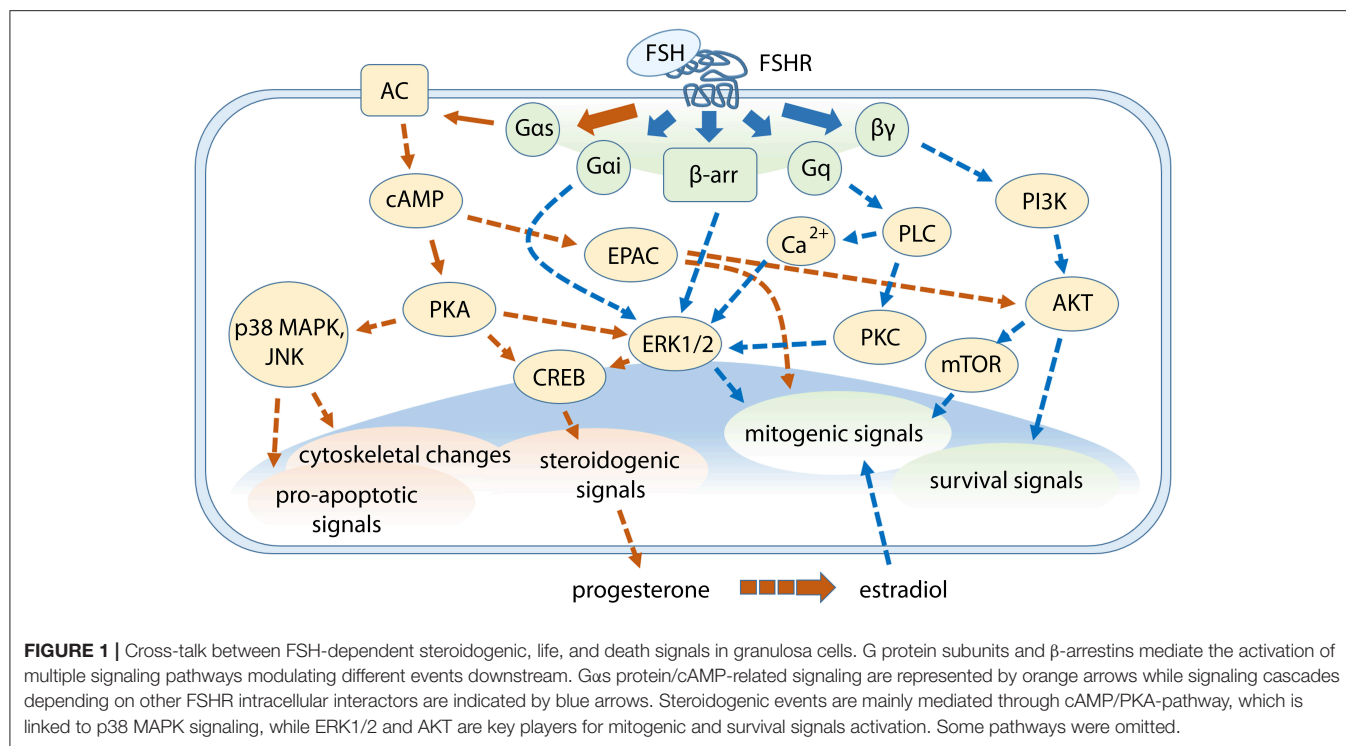 FSH
FSHR
AC
Gαs
βγ
Gαi
β-arr
Gq
cAMP
PI3K
EPAC
Ca2+
PLC
PKA
AKT
p38 MAPK,
JNK
ERK1/2
PKC
mTOR
CREB
mitogenic signals
cytoskeletal changes
steroidogenic
signals
survival signals
pro-apoptotic
signals
progesterone
estradiol
FIGURE 1 | Cross-talk between FSH-dependent steroidogenic, life, and death signals in granulosa cells. G protein subunits and β-arrestins mediate the activation of
multiple signaling pathways modulating different events downstream. Gαs protein/cAMP-related signaling are represented by orange arrows while signaling cascades
depending on other FSHR intracellular interactors are indicated by blue arrows. Steroidogenic events are mainly mediated through cAMP/PKA-pathway, which is
linked to p38 MAPK signaling, while ERK1/2 and AKT are key players for mitogenic and survival signals activation. Some pathways were omitted.